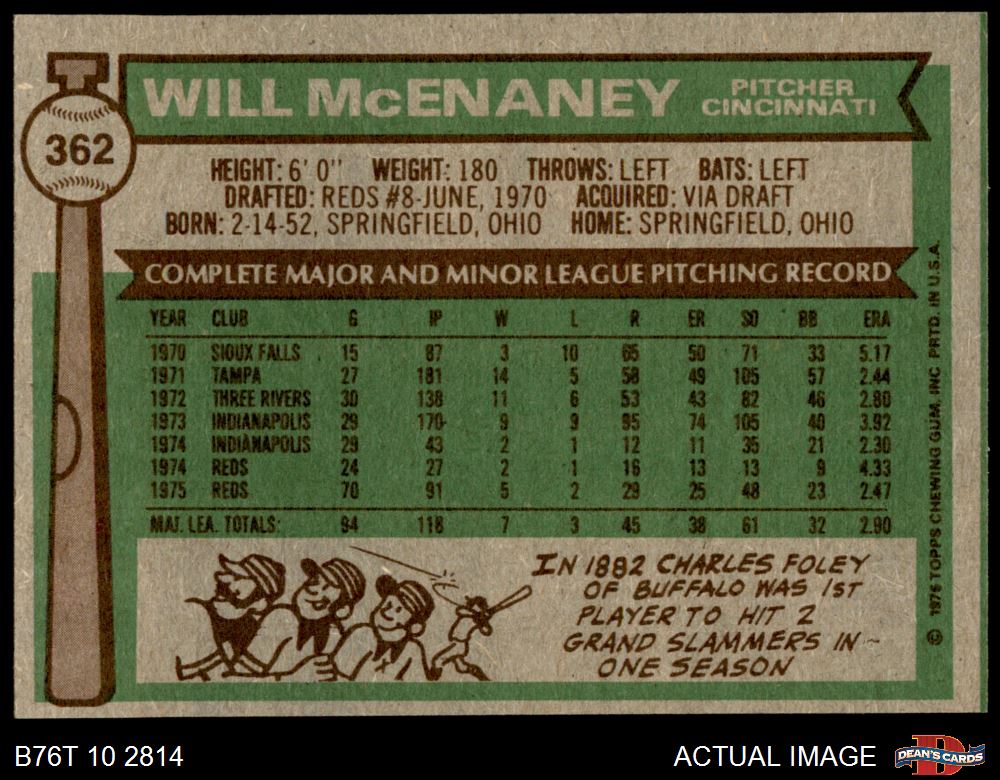 362
WILL McENANEY
PITCHER
CINCINNATI
HEIGHT: 6' 0" WEIGHT: 180 THROWS: LEFT BATS: LEFT
DRAFTED: REDS #8-JUNE, 1970 ACQUIRED: VIA DRAFT
BORN: 2-14-52, SPRINGFIELD, OHIO HOME: SPRINGFIELD, OHIO
COMPLETE MAJOR AND MINOR LEAGUE PITCHING RECORD
YEAR CLUB G IP W L R ER SO BB ERA
1970 SIOUX FALLS 15 87 3 10 65 50 71 33 5.17
1971 TAMPA 27 181 14 5 58 49 105 57 2.44
1972 THREE RIVERS 30 138 11 6 53 43 82 46 2.80
1973 INDIANAPOLIS 29 170 9 9 95 74 105 40 3.92
1974 INDIANAPOLIS 29 43 2 1 12 11 35 21 2.30
1974 REDS 24 27 2 1 16 13 13 9 4.33
1975 REDS 70 91 5 2 29 25 48 23 2.47
MAJ. LEA. TOTALS: 94 118 7 3 45 38 61 32 2.90
IN 1882 CHARLES FOLEY
OF BUFFALO WAS 1ST
PLAYER TO HIT 2
GRAND SLAMMERS IN
ONE SEASON
© 1976 TOPPS CHEWING GUM, INC PRTD. IN U.S.A.
B76T 10 2814
ACTUAL IMAGE
DEAN'S CARDS